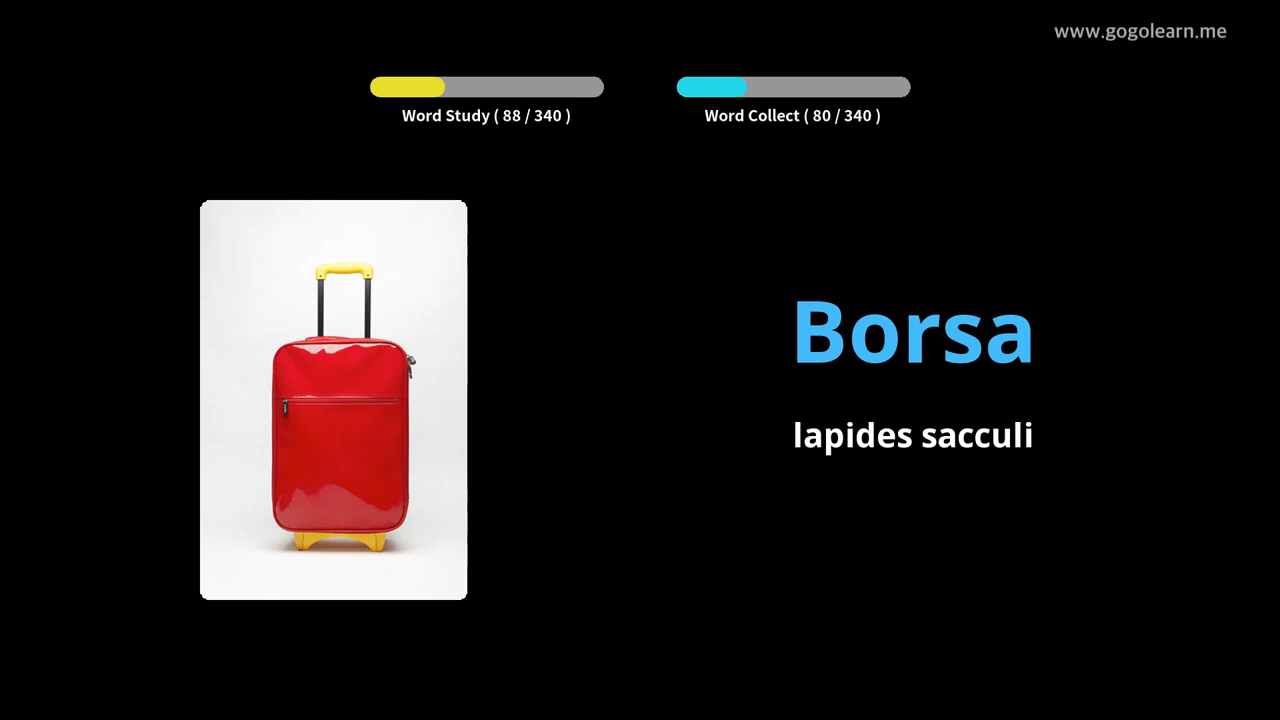 www.gogolearn.me
Word Study ( 88 / 340 )
Word Collect ( 80 / 340 )
Borsa
lapides sacculi